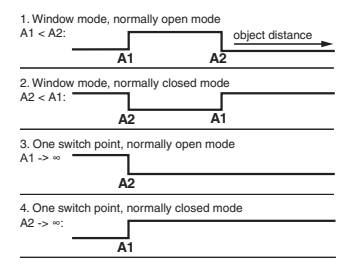 1. Window mode, normally open mode
A1 < A2:
object distance
A1 A2
2. Window mode, normally closed mode
A2 < A1:
A2 A1
3. One switch point, normally open mode
A1 -> ∞
A2
4. One switch point, normally closed mode
A2 -> ∞:
A1